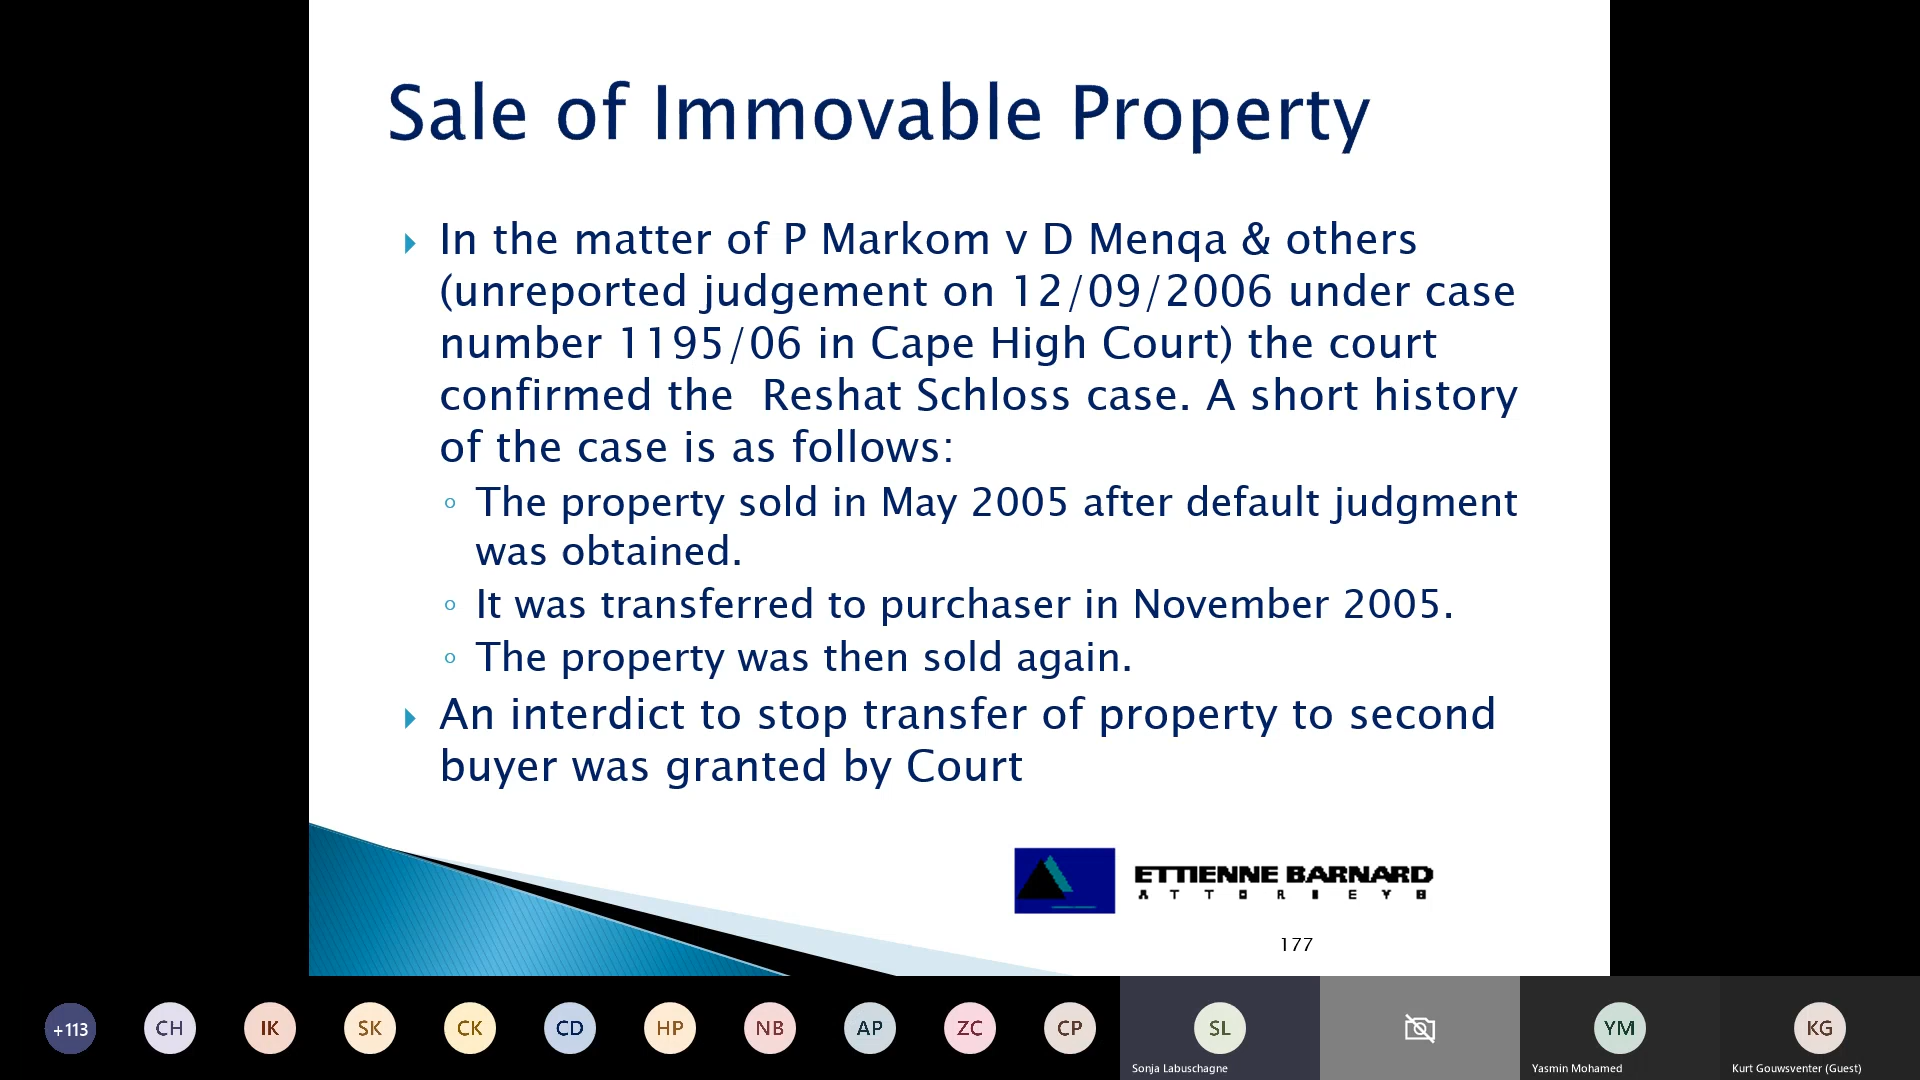 Sale of Immovable Property
In the matter of P Markom v D Menqa & others
(unreported judgement on 12/09/2006 under case
number 1195/06 in Cape High Court) the court
confirmed the  Reshat Schloss case. A short history
of the case is as follows:
The property sold in May 2005 after default judgment
was obtained.
It was transferred to purchaser in November 2005.
The property was then sold again.
An interdict to stop transfer of property to second
buyer was granted by Court
ETTIENNE BARNARD
ATTORNEYS
177
+113 CH IK SK CK CD HP NB AP ZC CP SL YM KG
Sonja Labuschagne Yasmin Mohamed Kurt Gouwsventer (Guest)